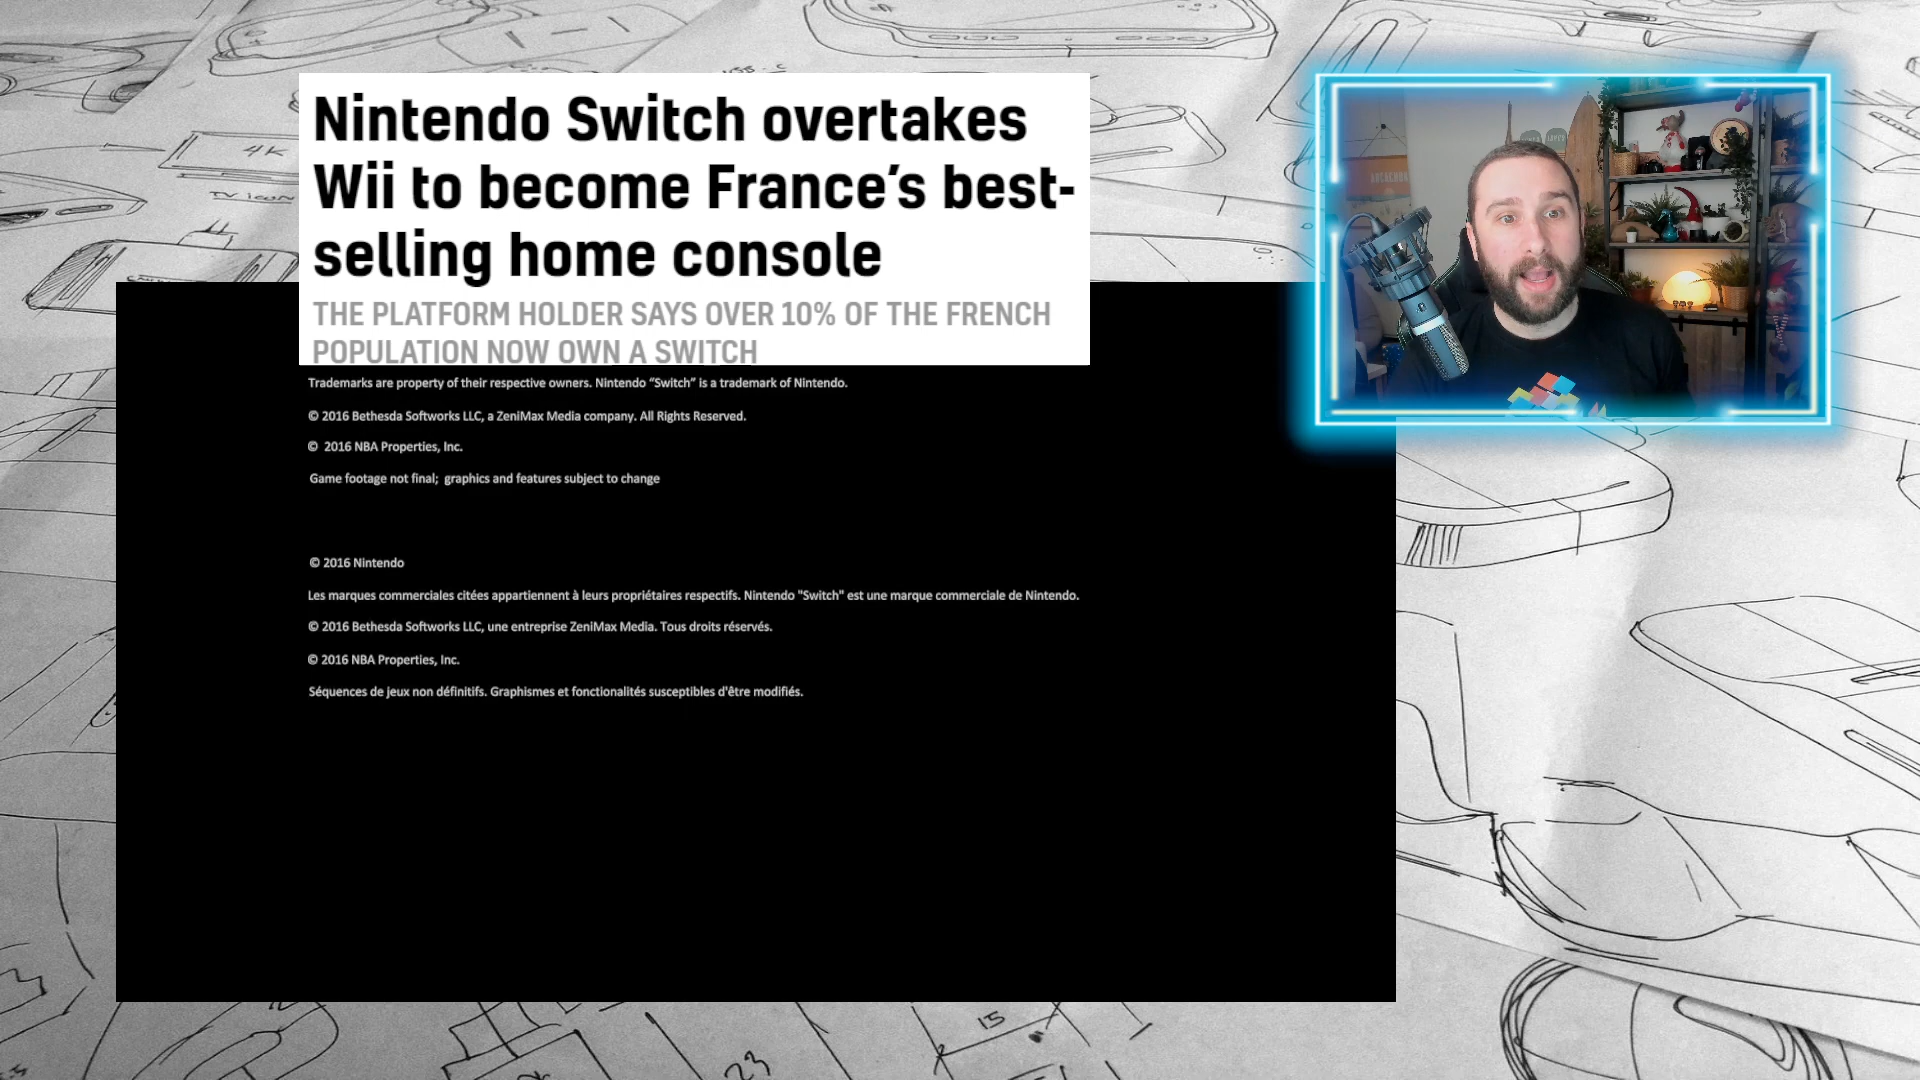 Nintendo Switch overtakes
Wii to become France’s best-
selling home console
THE PLATFORM HOLDER SAYS OVER 10% OF THE FRENCH
POPULATION NOW OWN A SWITCH
Trademarks are property of their respective owners. Nintendo “Switch” is a trademark of Nintendo.
© 2016 Bethesda Softworks LLC, a ZeniMax Media company. All Rights Reserved.
© 2016 NBA Properties, Inc.
Game footage not final; graphics and features subject to change
© 2016 Nintendo
Les marques commerciales citées appartiennent à leurs propriétaires respectifs. Nintendo "Switch" est une marque commerciale de Nintendo.
© 2016 Bethesda Softworks LLC, une entreprise ZeniMax Media. Tous droits réservés.
© 2016 NBA Properties, Inc.
Séquences de jeux non définitifs. Graphismes et fonctionalités susceptibles d'être modifiés.
4K
15
23